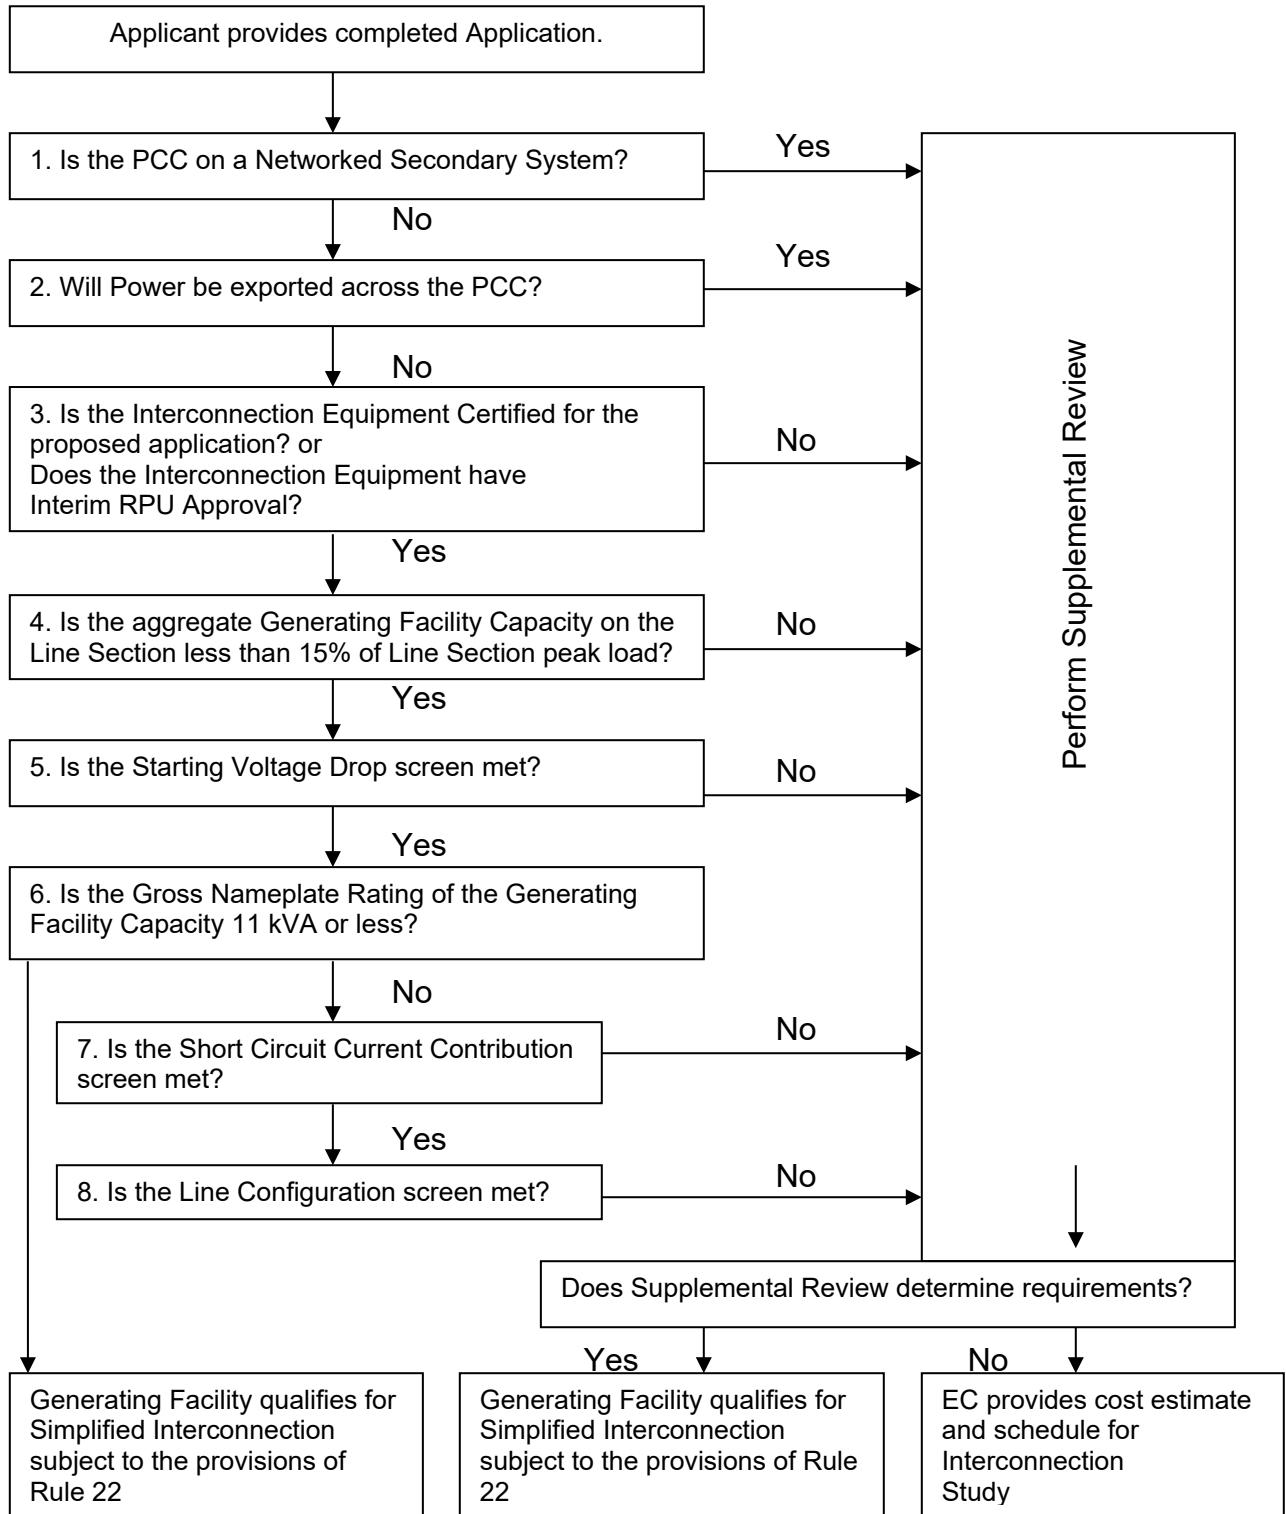 Applicant provides completed Application.
1. Is the PCC on a Networked Secondary System?
Yes
No
2. Will Power be exported across the PCC?
Yes
No
3. Is the Interconnection Equipment Certified for the
proposed application? or
Does the Interconnection Equipment have
Interim RPU Approval?
No
Yes
4. Is the aggregate Generating Facility Capacity on the
Line Section less than 15% of Line Section peak load?
No
Yes
5. Is the Starting Voltage Drop screen met?
No
Yes
6. Is the Gross Nameplate Rating of the Generating
Facility Capacity 11 kVA or less?
No
7. Is the Short Circuit Current Contribution
screen met?
No
Yes
8. Is the Line Configuration screen met?
No
Perform Supplemental Review
Does Supplemental Review determine requirements?
Yes
No
Generating Facility qualifies for
Simplified Interconnection
subject to the provisions of
Rule 22
Generating Facility qualifies for
Simplified Interconnection
subject to the provisions of Rule
22
EC provides cost estimate
and schedule for
Interconnection
Study